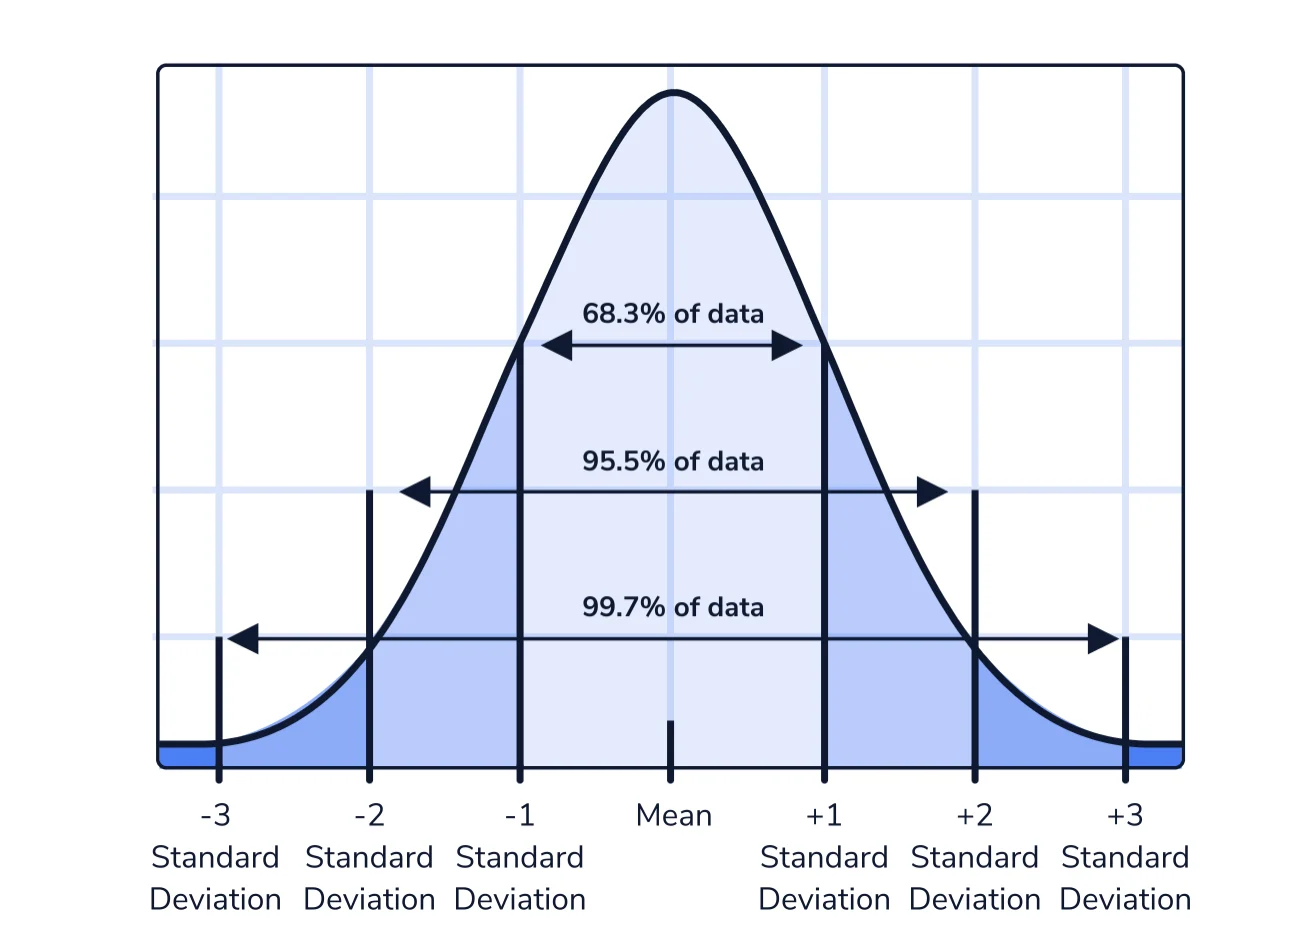 68.3% of data
95.5% of data
99.7% of data
-3 Standard Deviation
-2 Standard Deviation
-1 Standard Deviation
Mean
+1 Standard Deviation
+2 Standard Deviation
+3 Standard Deviation